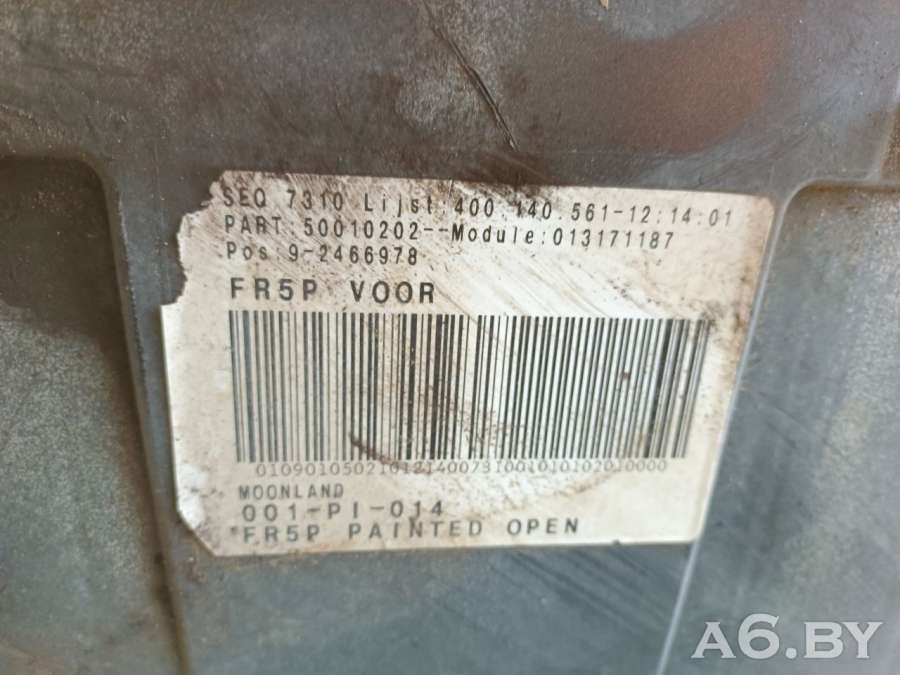 SEQ 7310 Lijst 400.140.561-12:14:01
PART:50010202--Module:013171187
Pos 9-2466978
FR5P VOOR
010901050210121400731001010102010000
MOONLAND
001-PI-014
*FR5P PAINTED OPEN
A6.BY